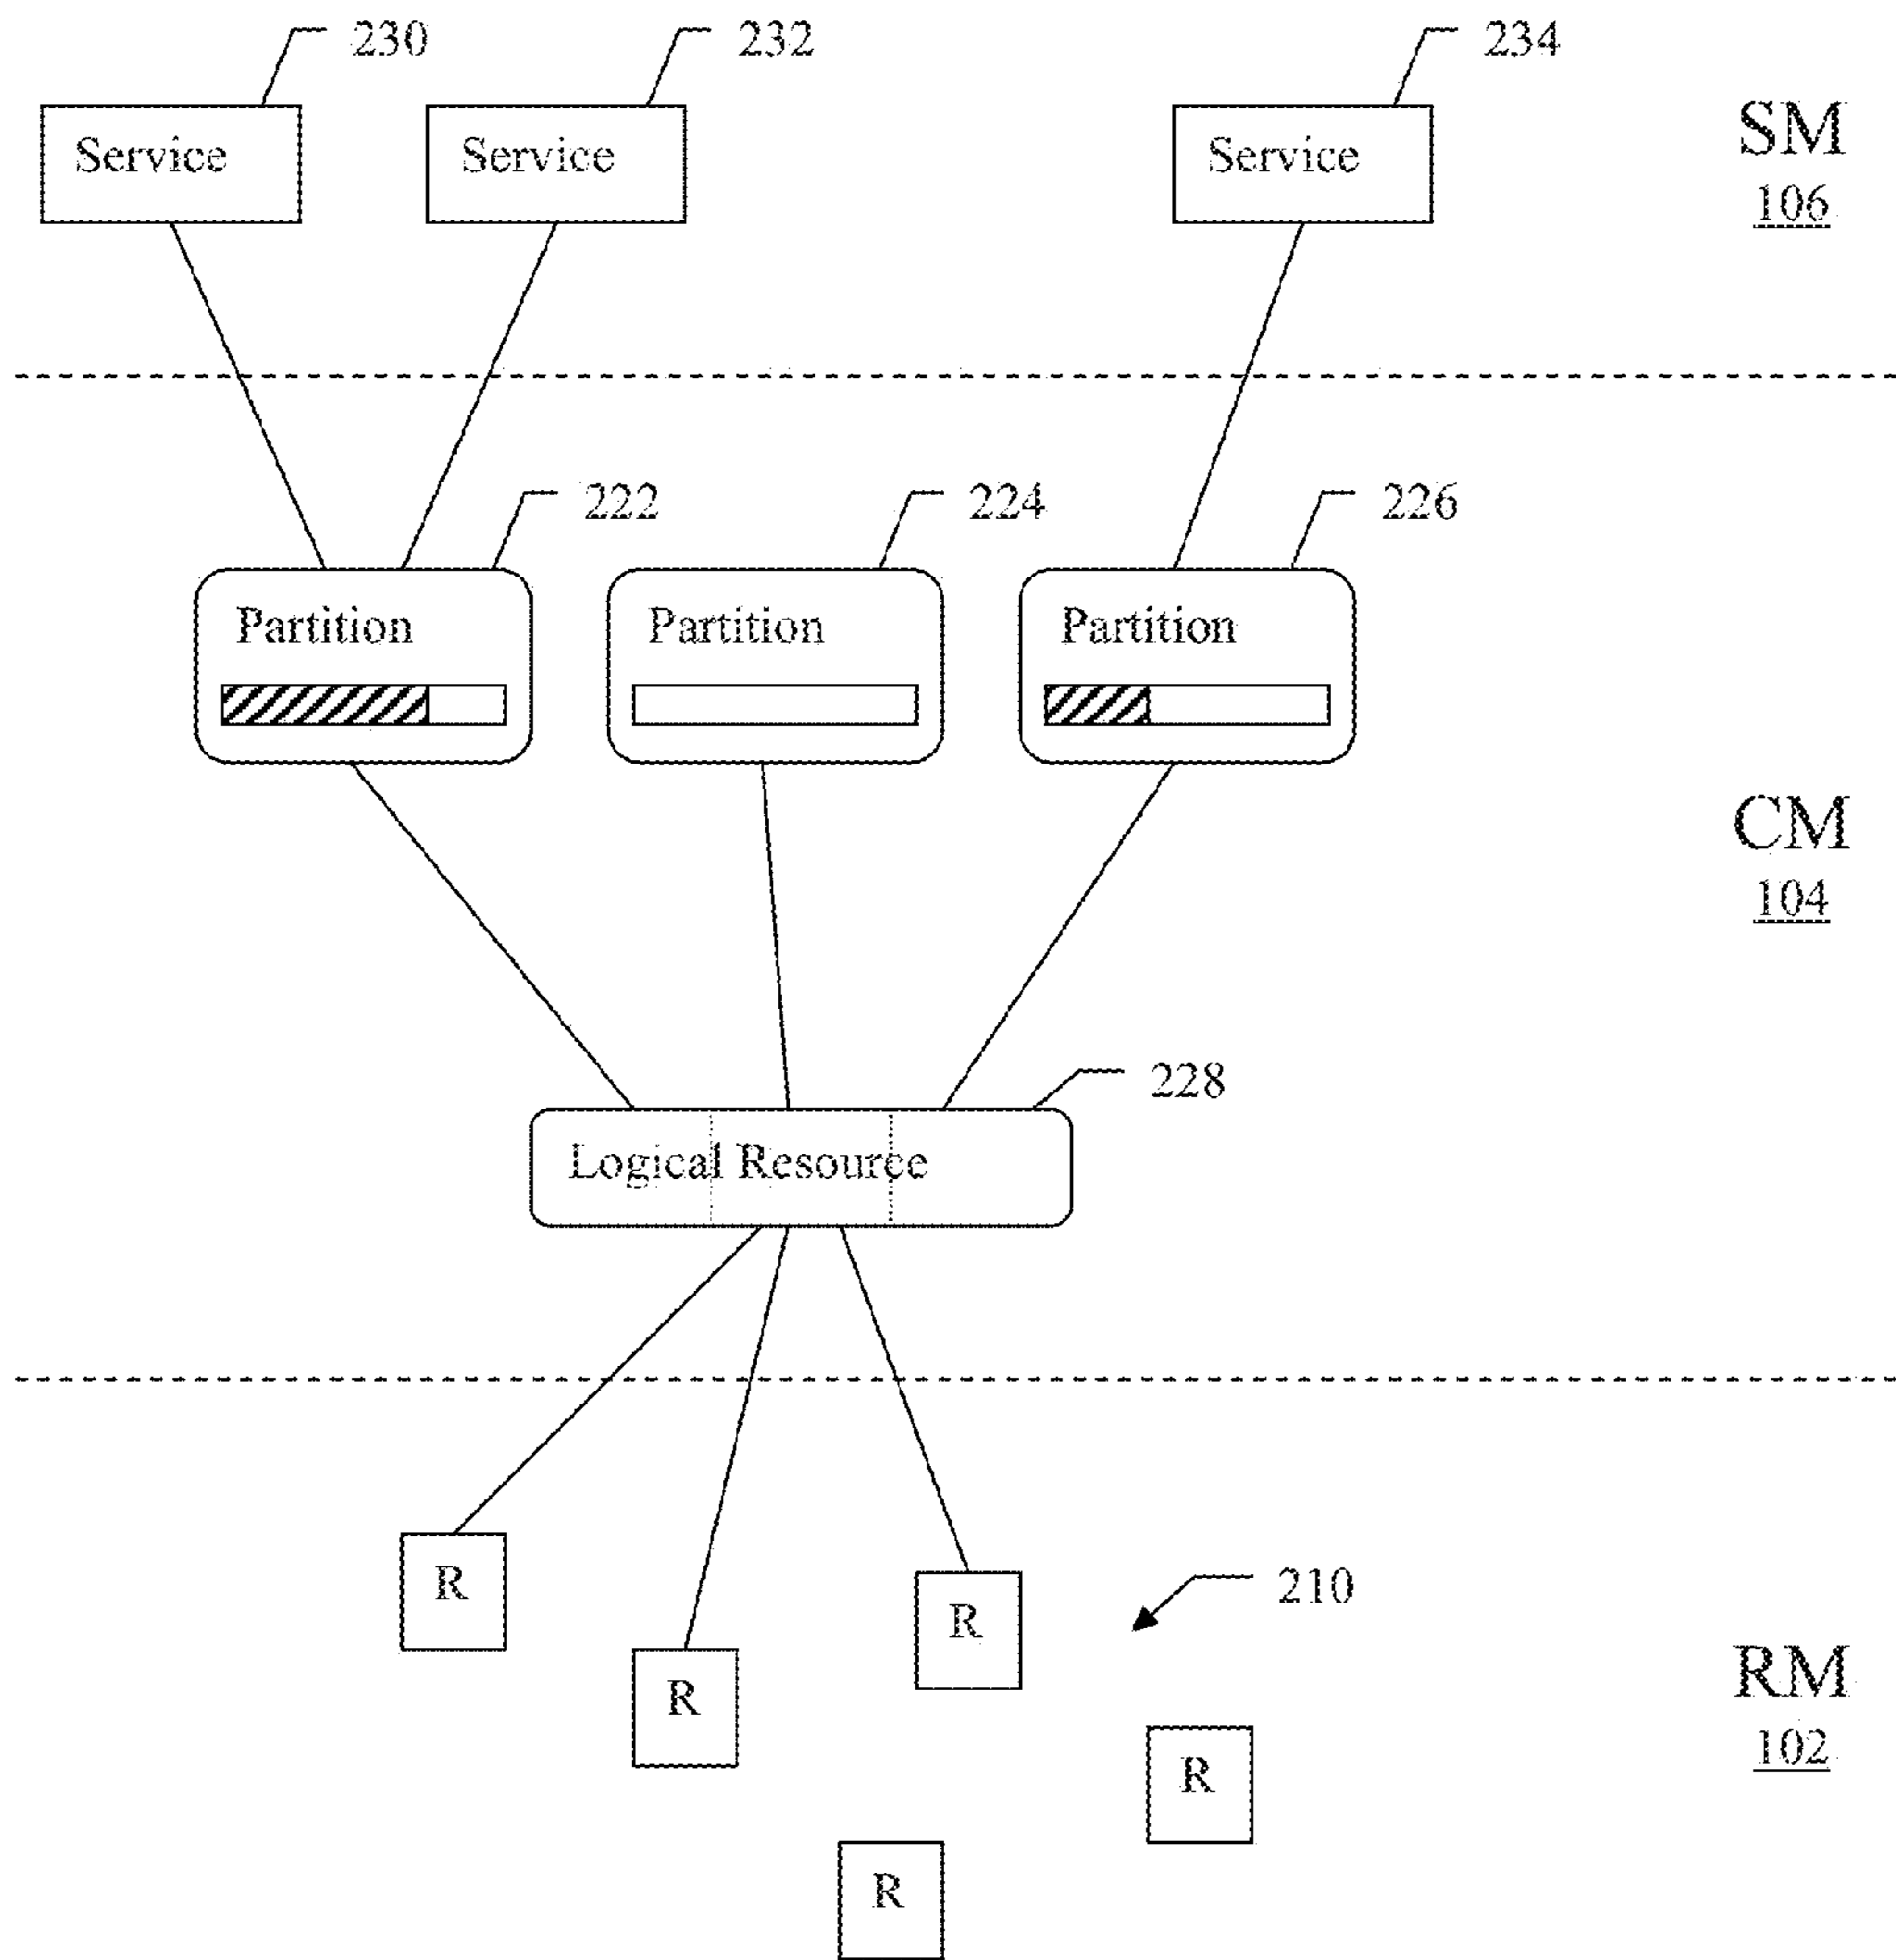 230
232
234
Service
Service
Service
SM
106
222
224
226
Partition
Partition
Partition
CM
104
228
Logical Resource
R
R
R
210
R
R
RM
102